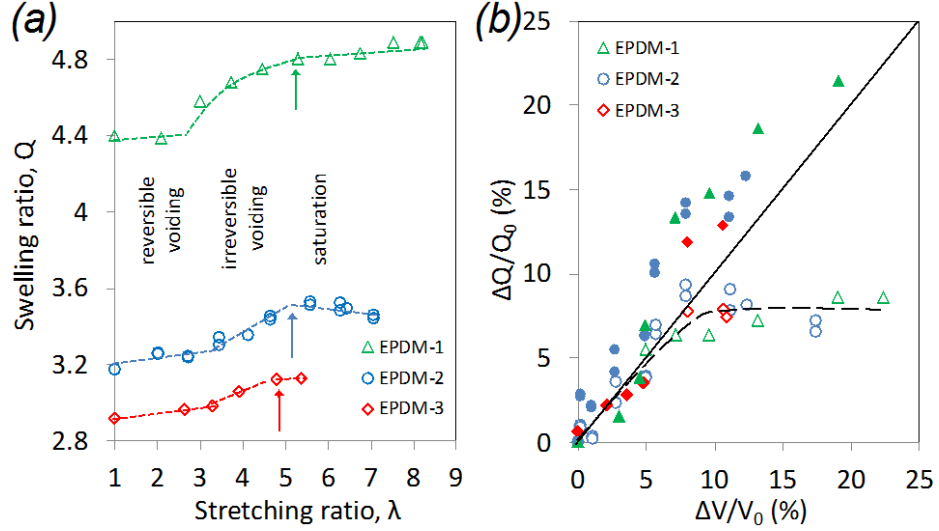 (a)
4.8
4.4
4
3.6
3.2
2.8
Swelling ratio, Q
reversible
voiding
irreversible
voiding
saturation
EPDM-1
EPDM-2
EPDM-3
1 2 3 4 5 6 7 8 9
Stretching ratio, λ
(b)
25
20
15
10
5
0
ΔQ/Q0 (%)
EPDM-1
EPDM-2
EPDM-3
0 5 10 15 20 25
ΔV/V0 (%)